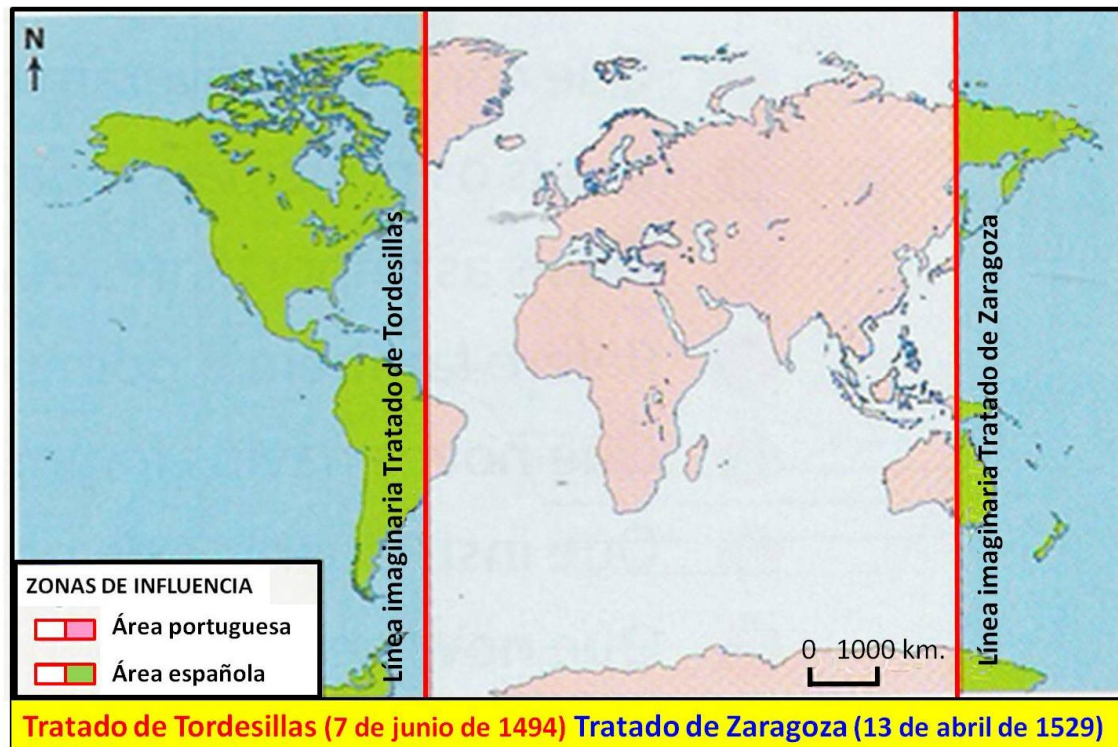 N
Línea imaginaria Tratado de Tordesillas
Línea imaginaria Tratado de Zaragoza
ZONAS DE INFLUENCIA
Área portuguesa
Área española
0 1000 km.
Tratado de Tordesillas (7 de junio de 1494) Tratado de Zaragoza (13 de abril de 1529)